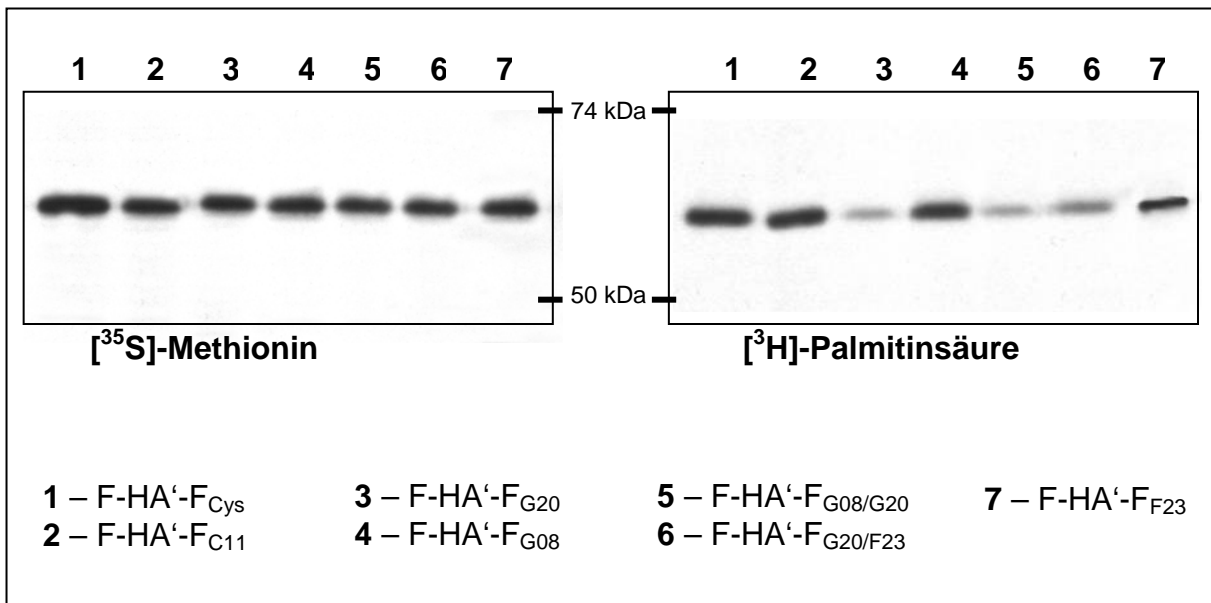 1 2 3 4 5 6 7
1 2 3 4 5 6 7
74 kDa
50 kDa
[35S]-Methionin
[3H]-Palmitinsäure
1 – F-HA‘-FCys
3 – F-HA‘-FG20
5 – F-HA‘-FG08/G20
7 – F-HA‘-FF23
2 – F-HA‘-FC11
4 – F-HA‘-FG08
6 – F-HA‘-FG20/F23